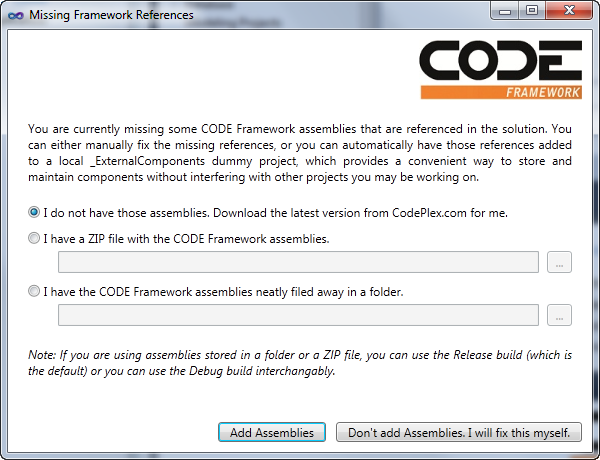 Missing Framework References
CODE
FRAMEWORK
You are currently missing some CODE Framework assemblies that are referenced in the solution. You
can either manually fix the missing references, or you can automatically have those references added
to a local _ExternalComponents dummy project, which provides a convenient way to store and
maintain components without interfering with other projects you may be working on.
I do not have those assemblies. Download the latest version from CodePlex.com for me.
I have a ZIP file with the CODE Framework assemblies.
...
I have the CODE Framework assemblies neatly filed away in a folder.
...
Note: If you are using assemblies stored in a folder or a ZIP file, you can use the Release build (which is
the default) or you can use the Debug build interchangably.
Add Assemblies
Don't add Assemblies. I will fix this myself.